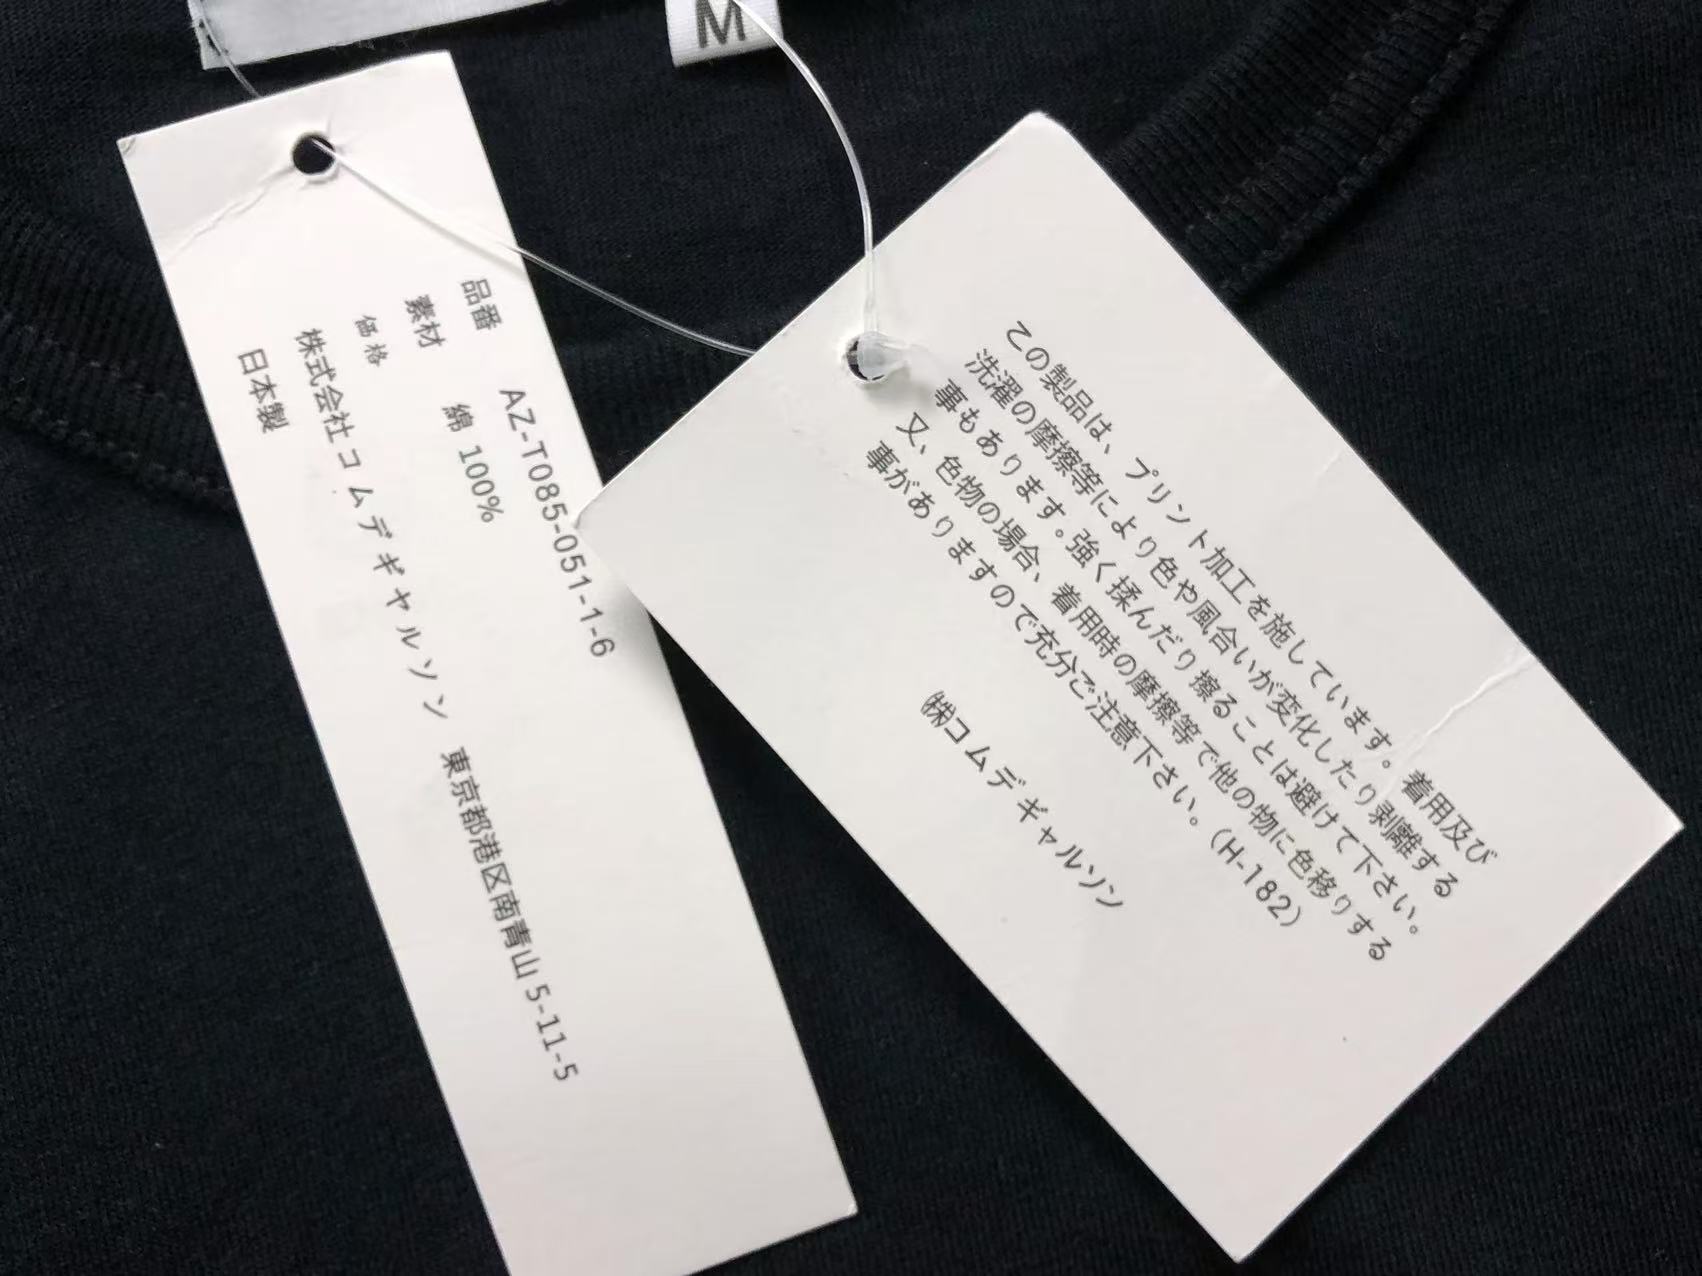 M
品番 AZ-T085-051-1-6
素材 綿 100%
価格
株式会社コムデギャルソン 東京都港区南青山 5-11-5
日本製
この製品は、プリント加工を施しています。着用及び
洗濯の摩擦等により色や風合いが変化したり剥離する
事もあります。強く揉んだり擦ることは避けて下さい。
又、色物の場合、着用時の摩擦等で他の物に色移りする
事がありますので充分ご注意下さい。(H-182)
㈱コムデギャルソン